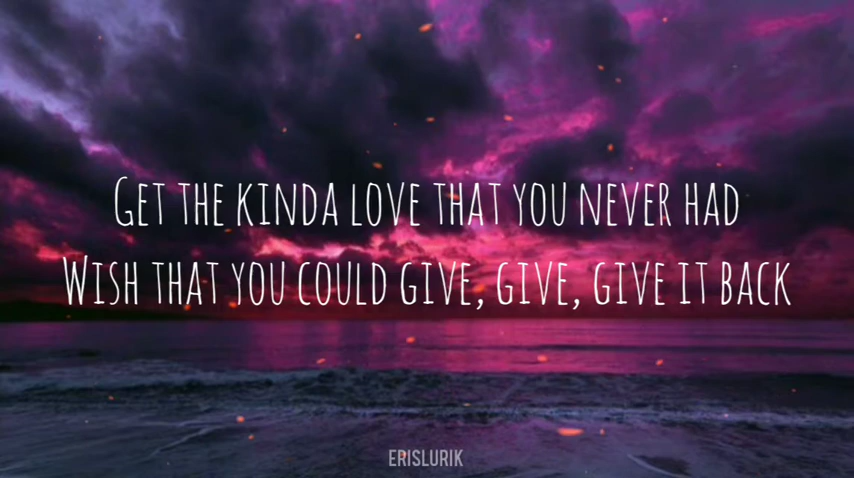 Get the kinda love that you never had
Wish that you could give, give, give it back
ERISLURIK